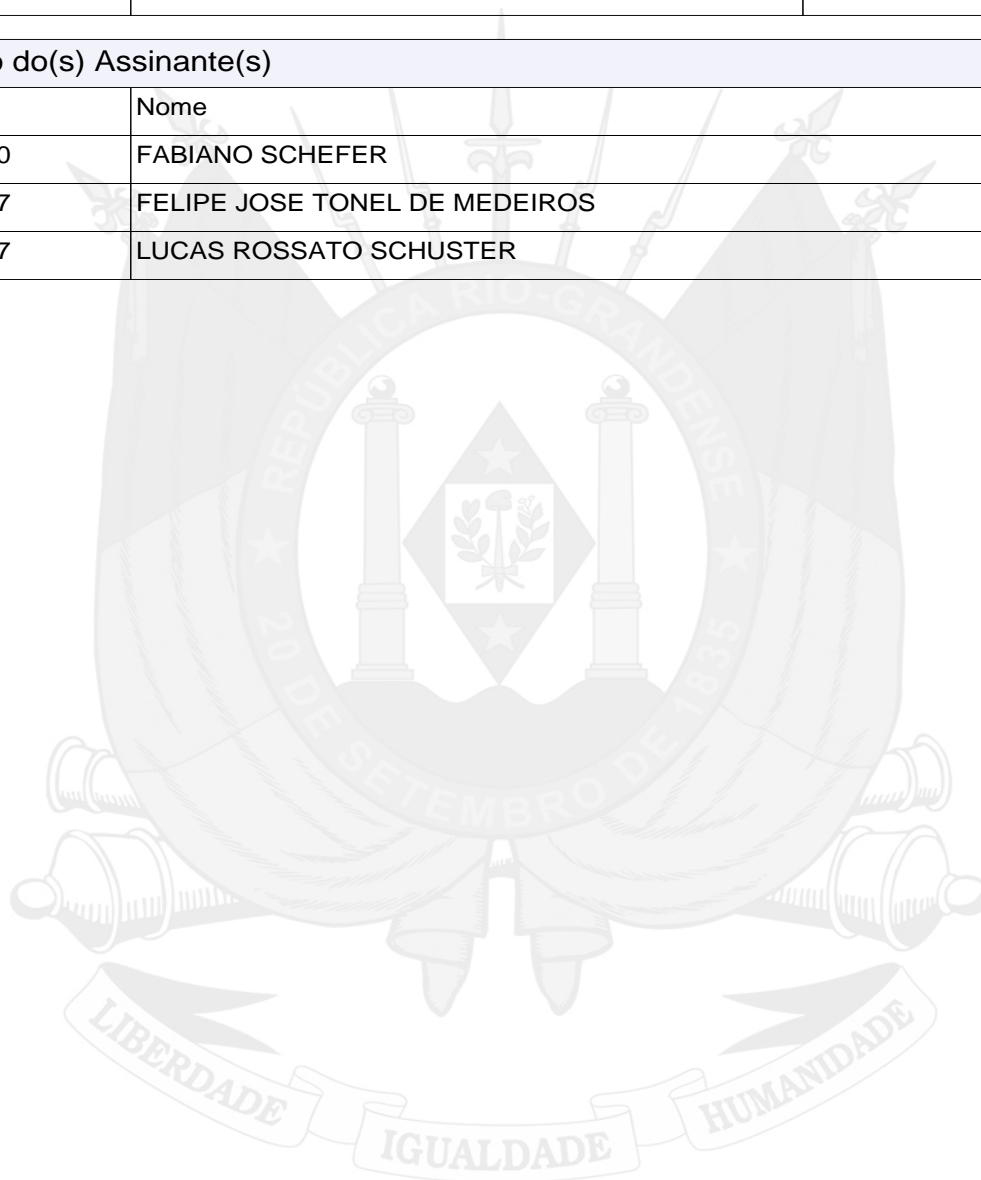 o do(s) Assinante(s)
Nome
0 FABIANO SCHEFER
7 FELIPE JOSE TONEL DE MEDEIROS
7 LUCAS ROSSATO SCHUSTER
REPÚBLICA RIO-GRANDENSE
★ 20 DE SETEMBRO DE 1835 ★
LIBERDADE IGUALDADE HUMANIDADE